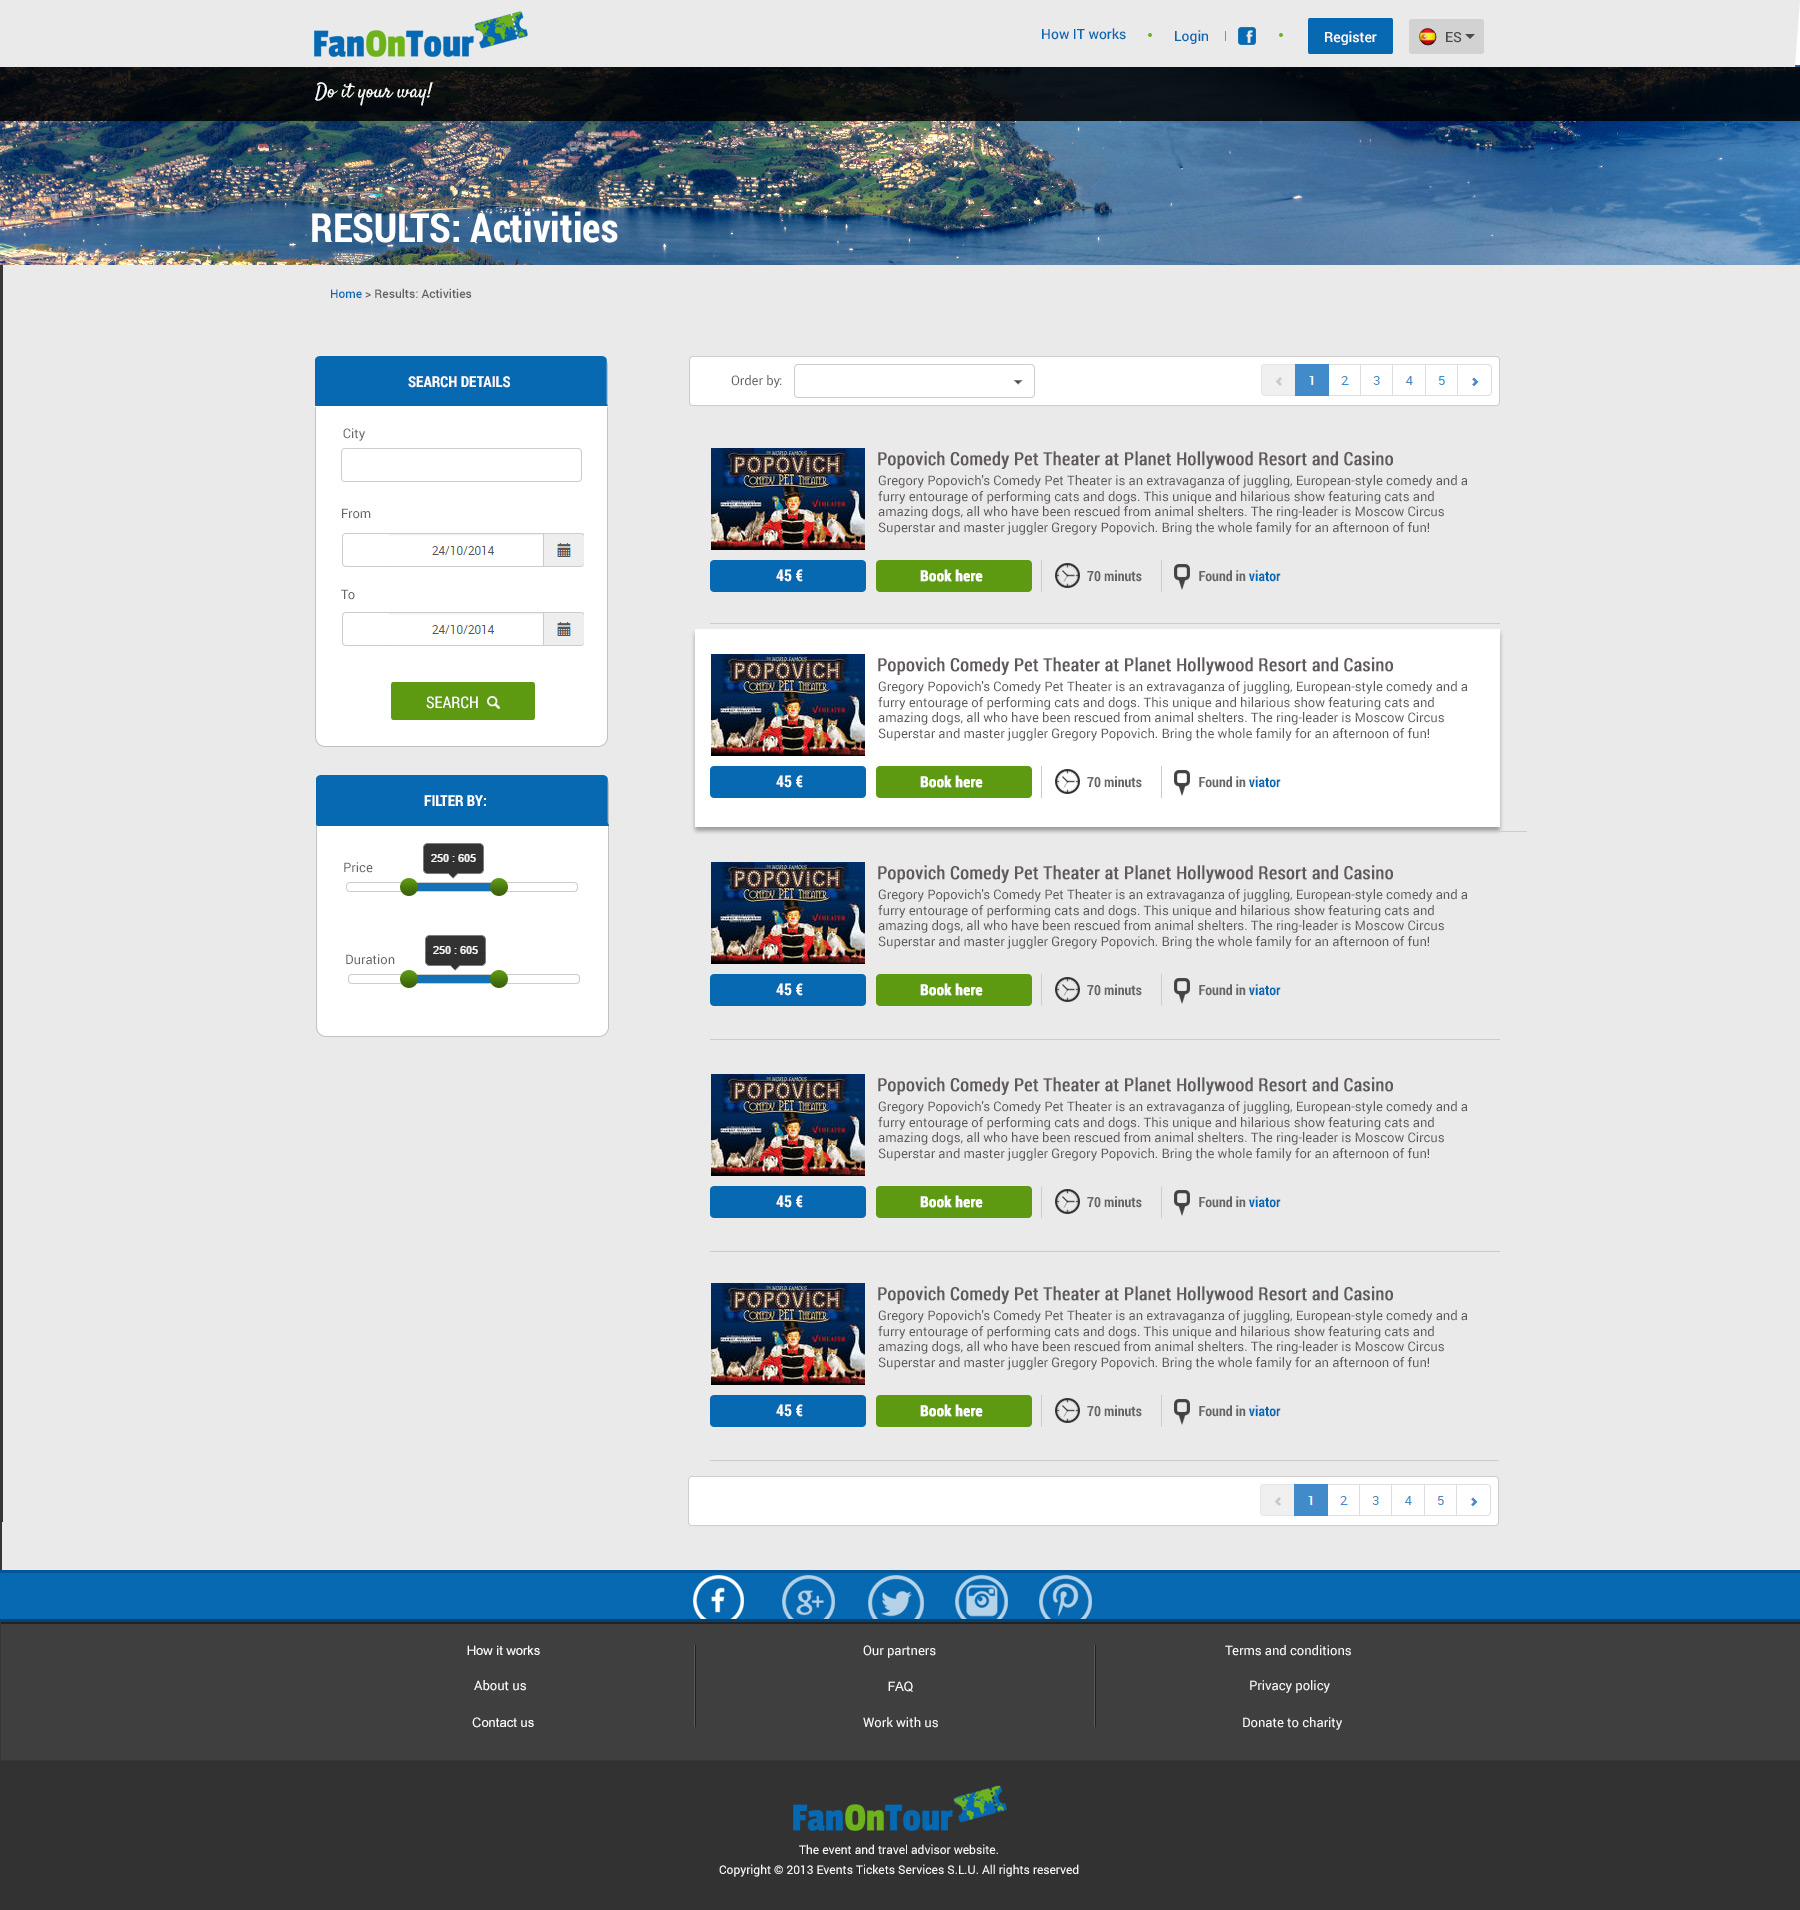 FanOnTour
How IT works
Login
Register
ES
Do it your way!
RESULTS: Activities
Home > Results: Activities
SEARCH DETAILS
City
From
24/10/2014
To
24/10/2014
SEARCH
FILTER BY:
Price
250 : 605
Duration
250 : 605
Order by:
1 2 3 4 5
POPOVICH
COMEDY PET THEATER
Popovich Comedy Pet Theater at Planet Hollywood Resort and Casino
Gregory Popovich's Comedy Pet Theater is an extravaganza of juggling, European-style comedy and a
furry entourage of performing cats and dogs. This unique and hilarious show featuring cats and
amazing dogs, all who have been rescued from animal shelters. The ring-leader is Moscow Circus
Superstar and master juggler Gregory Popovich. Bring the whole family for an afternoon of fun!
45 €
Book here
70 minuts
Found in viator
POPOVICH
COMEDY PET THEATER
Popovich Comedy Pet Theater at Planet Hollywood Resort and Casino
Gregory Popovich's Comedy Pet Theater is an extravaganza of juggling, European-style comedy and a
furry entourage of performing cats and dogs. This unique and hilarious show featuring cats and
amazing dogs, all who have been rescued from animal shelters. The ring-leader is Moscow Circus
Superstar and master juggler Gregory Popovich. Bring the whole family for an afternoon of fun!
45 €
Book here
70 minuts
Found in viator
POPOVICH
COMEDY PET THEATER
Popovich Comedy Pet Theater at Planet Hollywood Resort and Casino
Gregory Popovich's Comedy Pet Theater is an extravaganza of juggling, European-style comedy and a
furry entourage of performing cats and dogs. This unique and hilarious show featuring cats and
amazing dogs, all who have been rescued from animal shelters. The ring-leader is Moscow Circus
Superstar and master juggler Gregory Popovich. Bring the whole family for an afternoon of fun!
45 €
Book here
70 minuts
Found in viator
POPOVICH
COMEDY PET THEATER
Popovich Comedy Pet Theater at Planet Hollywood Resort and Casino
Gregory Popovich's Comedy Pet Theater is an extravaganza of juggling, European-style comedy and a
furry entourage of performing cats and dogs. This unique and hilarious show featuring cats and
amazing dogs, all who have been rescued from animal shelters. The ring-leader is Moscow Circus
Superstar and master juggler Gregory Popovich. Bring the whole family for an afternoon of fun!
45 €
Book here
70 minuts
Found in viator
POPOVICH
COMEDY PET THEATER
Popovich Comedy Pet Theater at Planet Hollywood Resort and Casino
Gregory Popovich's Comedy Pet Theater is an extravaganza of juggling, European-style comedy and a
furry entourage of performing cats and dogs. This unique and hilarious show featuring cats and
amazing dogs, all who have been rescued from animal shelters. The ring-leader is Moscow Circus
Superstar and master juggler Gregory Popovich. Bring the whole family for an afternoon of fun!
45 €
Book here
70 minuts
Found in viator
1 2 3 4 5
How it works
About us
Contact us
Our partners
FAQ
Work with us
Terms and conditions
Privacy policy
Donate to charity
FanOnTour
The event and travel advisor website.
Copyright © 2013 Events Tickets Services S.L.U. All rights reserved